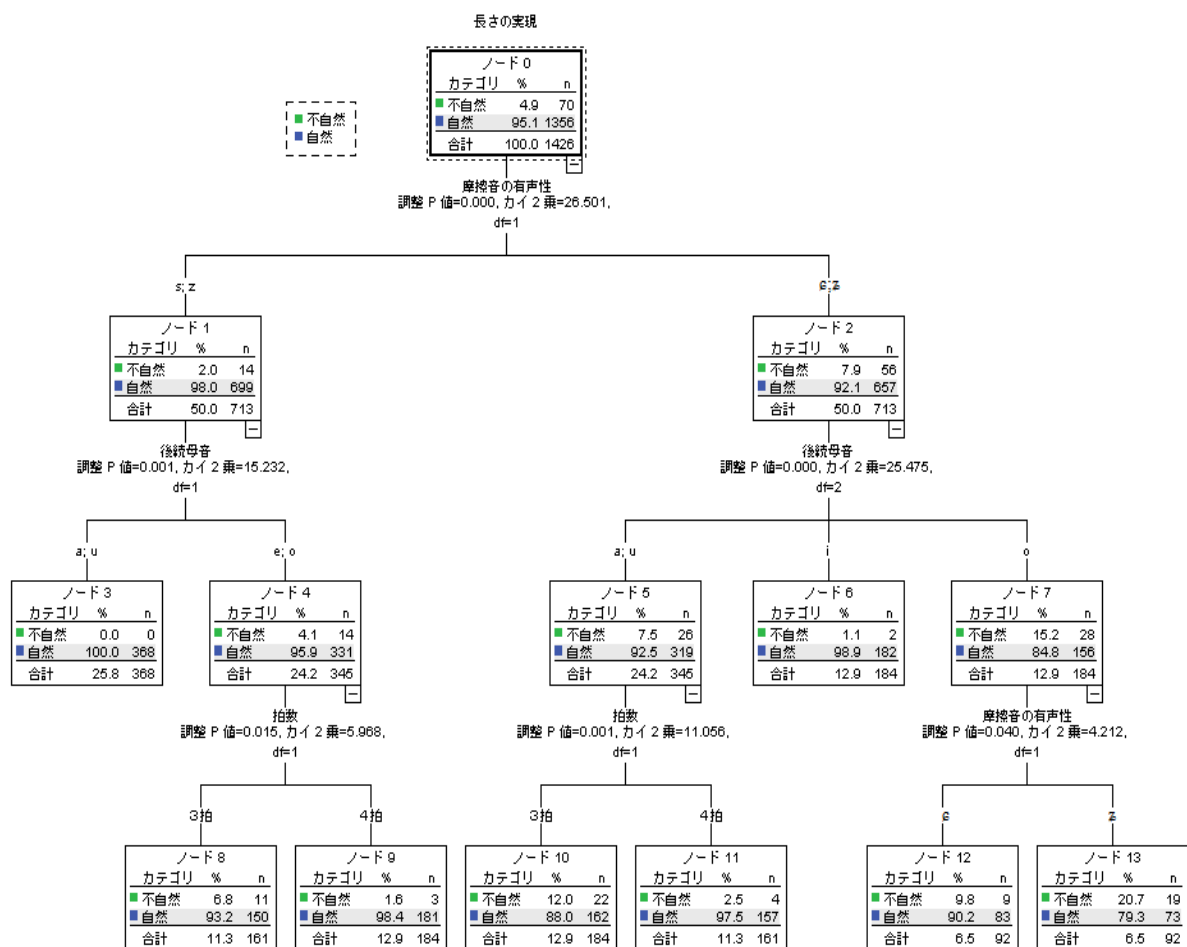 長さの実現
ノード 0
カテゴリ % n
不自然 4.9 70
自然 95.1 1356
合計 100.0 1426
不自然
自然
摩擦音の有声性
調整 P 値=0.000, カイ 2 乗=26.501,
df=1
s; z
ɕ; ʑ
ノード 1
カテゴリ % n
不自然 2.0 14
自然 98.0 699
合計 50.0 713
ノード 2
カテゴリ % n
不自然 7.9 56
自然 92.1 657
合計 50.0 713
後続母音
調整 P 値=0.001, カイ 2 乗=15.232,
df=1
後続母音
調整 P 値=0.000, カイ 2 乗=25.475,
df=2
a; u
e; o
a; u
i
o
ノード 3
カテゴリ % n
不自然 0.0 0
自然 100.0 368
合計 25.8 368
ノード 4
カテゴリ % n
不自然 4.1 14
自然 95.9 331
合計 24.2 345
ノード 5
カテゴリ % n
不自然 7.5 26
自然 92.5 319
合計 24.2 345
ノード 6
カテゴリ % n
不自然 1.1 2
自然 98.9 182
合計 12.9 184
ノード 7
カテゴリ % n
不自然 15.2 28
自然 84.8 156
合計 12.9 184
拍数
調整 P 値=0.015, カイ 2 乗=5.968,
df=1
拍数
調整 P 値=0.001, カイ 2 乗=11.056,
df=1
摩擦音の有声性
調整 P 値=0.040, カイ 2 乗=4.212,
df=1
3拍
4拍
3拍
4拍
ɕ
ʑ
ノード 8
カテゴリ % n
不自然 6.8 11
自然 93.2 150
合計 11.3 161
ノード 9
カテゴリ % n
不自然 1.6 3
自然 98.4 181
合計 12.9 184
ノード 10
カテゴリ % n
不自然 12.0 22
自然 88.0 162
合計 12.9 184
ノード 11
カテゴリ % n
不自然 2.5 4
自然 97.5 157
合計 11.3 161
ノード 12
カテゴリ % n
不自然 9.8 9
自然 90.2 83
合計 6.5 92
ノード 13
カテゴリ % n
不自然 20.7 19
自然 79.3 73
合計 6.5 92